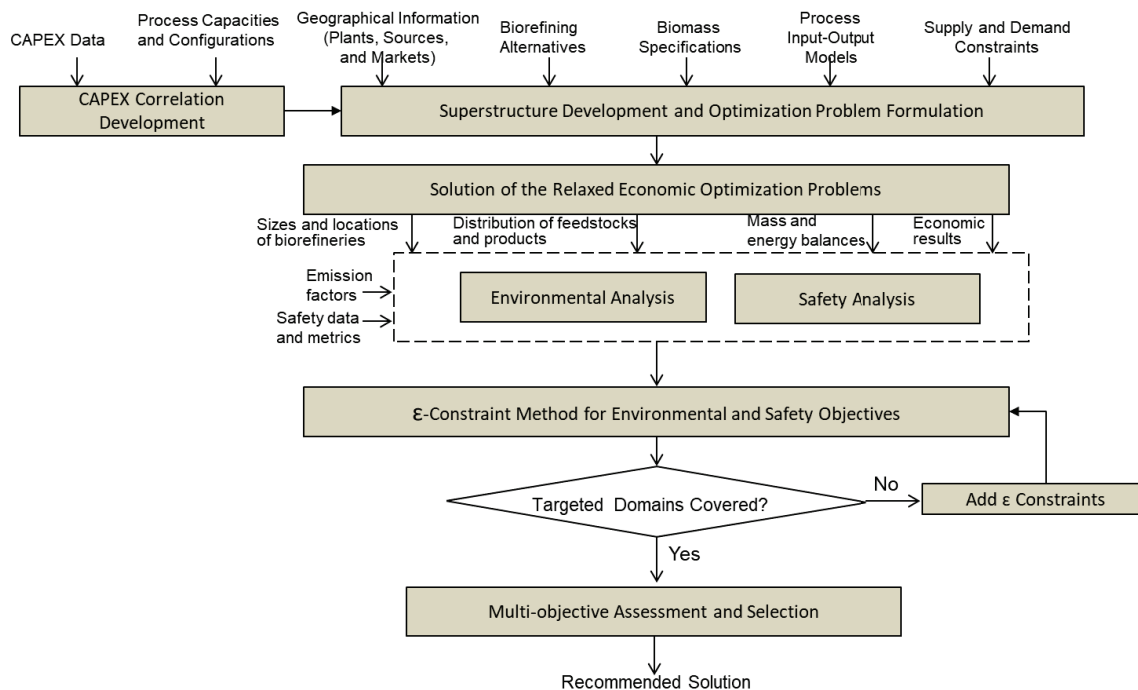 CAPEX Data
Process Capacities
and Configurations
Geographical Information
(Plants, Sources,
and Markets)
Biorefining
Alternatives
Biomass
Specifications
Process
Input-Output
Models
Supply and Demand
Constraints
CAPEX Correlation
Development
Superstructure Development and Optimization Problem Formulation
Solution of the Relaxed Economic Optimization Problems
Sizes and locations
of biorefineries
Distribution of feedstocks
and products
Mass and
energy balances
Economic
results
Emission
factors
Safety data
and metrics
Environmental Analysis
Safety Analysis
ε-Constraint Method for Environmental and Safety Objectives
Targeted Domains Covered?
No
Add ε Constraints
Yes
Multi-objective Assessment and Selection
Recommended Solution